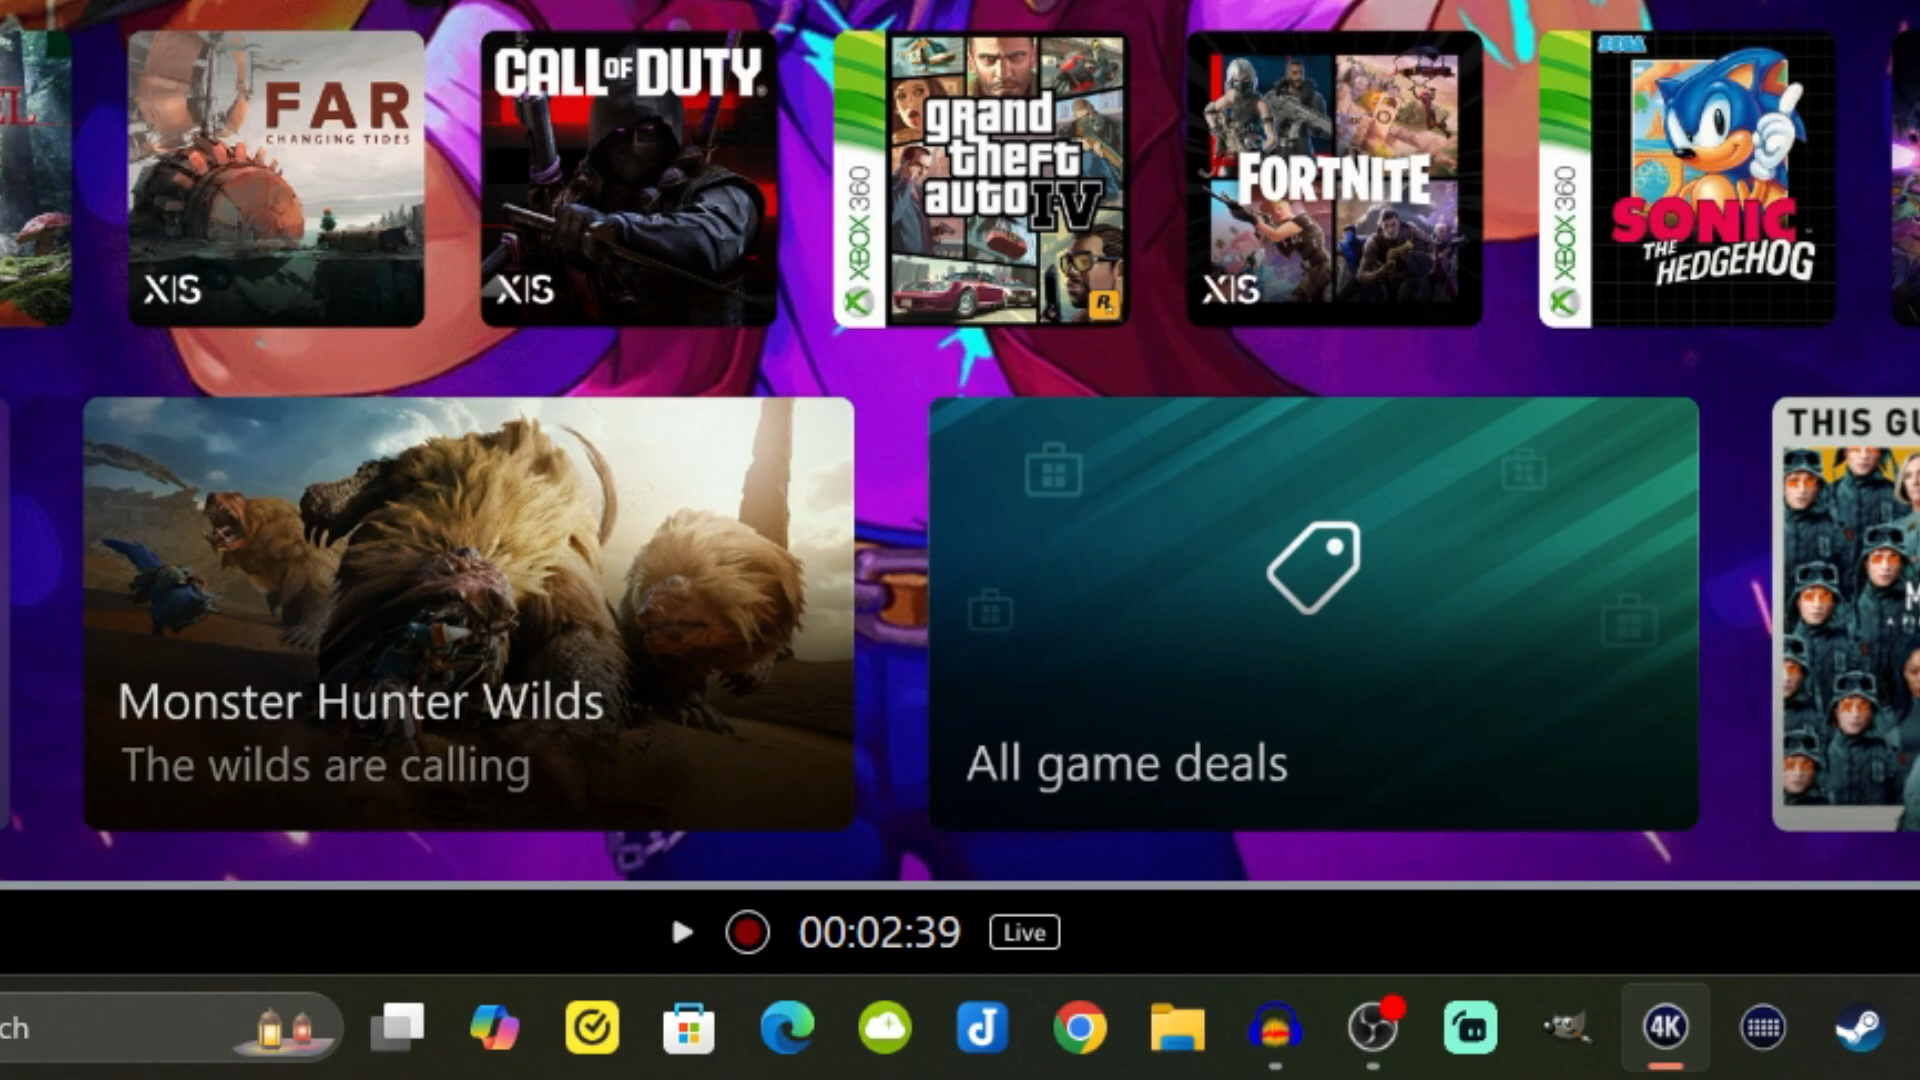 FAR
CHANGING TIDES
X|S
CALL OF DUTY
X|S
XBOX 360
grand
theft
auto IV
R
FORTNITE
X|S
XBOX 360
SEGA
SONIC
THE
HEDGEHOG
Monster Hunter Wilds
The wilds are calling
All game deals
THIS GU
00:02:39
Live
ch
4K